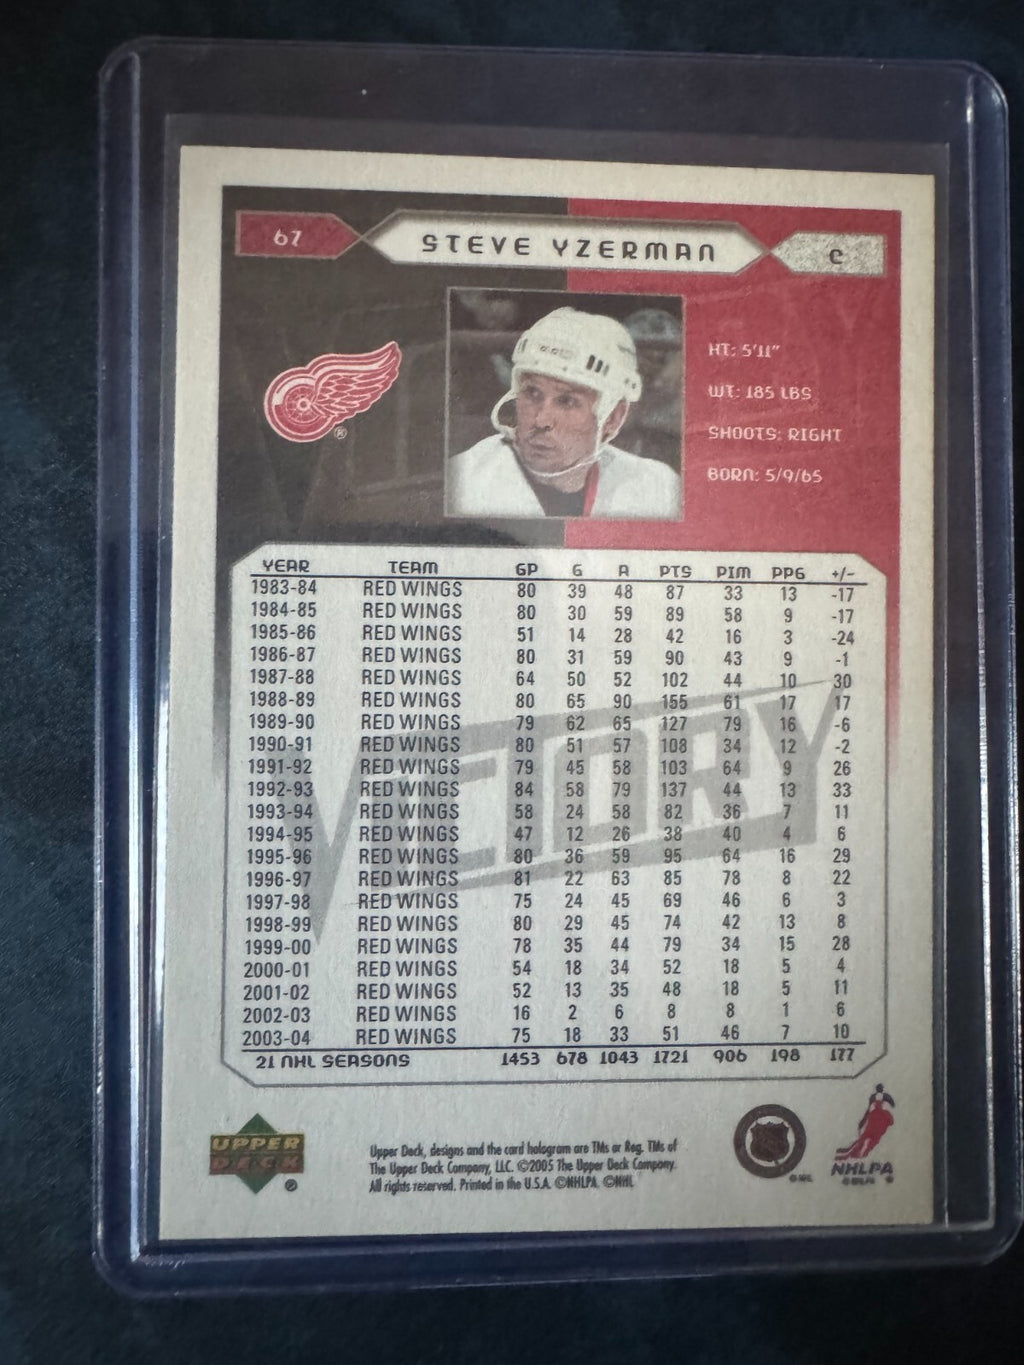 67
STEVE YZERMAN
C
HT: 5'11"
WT: 185 LBS
SHOOTS: RIGHT
BORN: 5/9/65
®
YEAR TEAM GP G A PTS PIM PPG +/-
1983-84 RED WINGS 80 39 48 87 33 13 -17
1984-85 RED WINGS 80 30 59 89 58 9 -17
1985-86 RED WINGS 51 14 28 42 16 3 -24
1986-87 RED WINGS 80 31 59 90 43 9 -1
1987-88 RED WINGS 64 50 52 102 44 10 30
1988-89 RED WINGS 80 65 90 155 61 17 17
1989-90 RED WINGS 79 62 65 127 79 16 -6
1990-91 RED WINGS 80 51 57 108 34 12 -2
1991-92 RED WINGS 79 45 58 103 64 9 26
1992-93 RED WINGS 84 58 79 137 44 13 33
1993-94 RED WINGS 58 24 58 82 36 7 11
1994-95 RED WINGS 47 12 26 38 40 4 6
1995-96 RED WINGS 80 36 59 95 64 16 29
1996-97 RED WINGS 81 22 63 85 78 8 22
1997-98 RED WINGS 75 24 45 69 46 6 3
1998-99 RED WINGS 80 29 45 74 42 13 8
1999-00 RED WINGS 78 35 44 79 34 15 28
2000-01 RED WINGS 54 18 34 52 18 5 4
2001-02 RED WINGS 52 13 35 48 18 5 11
2002-03 RED WINGS 16 2 6 8 8 1 6
2003-04 RED WINGS 75 18 33 51 46 7 10
21 NHL SEASONS 1453 678 1043 1721 906 198 177
VICTORY
UPPER
DECK
®
Upper Deck, designs and the card hologram are TMs or Reg. TMs of
The Upper Deck Company, LLC. ©2005 The Upper Deck Company.
All rights reserved. Printed in the U.S.A. ©NHLPA ©NHL
NHLPA